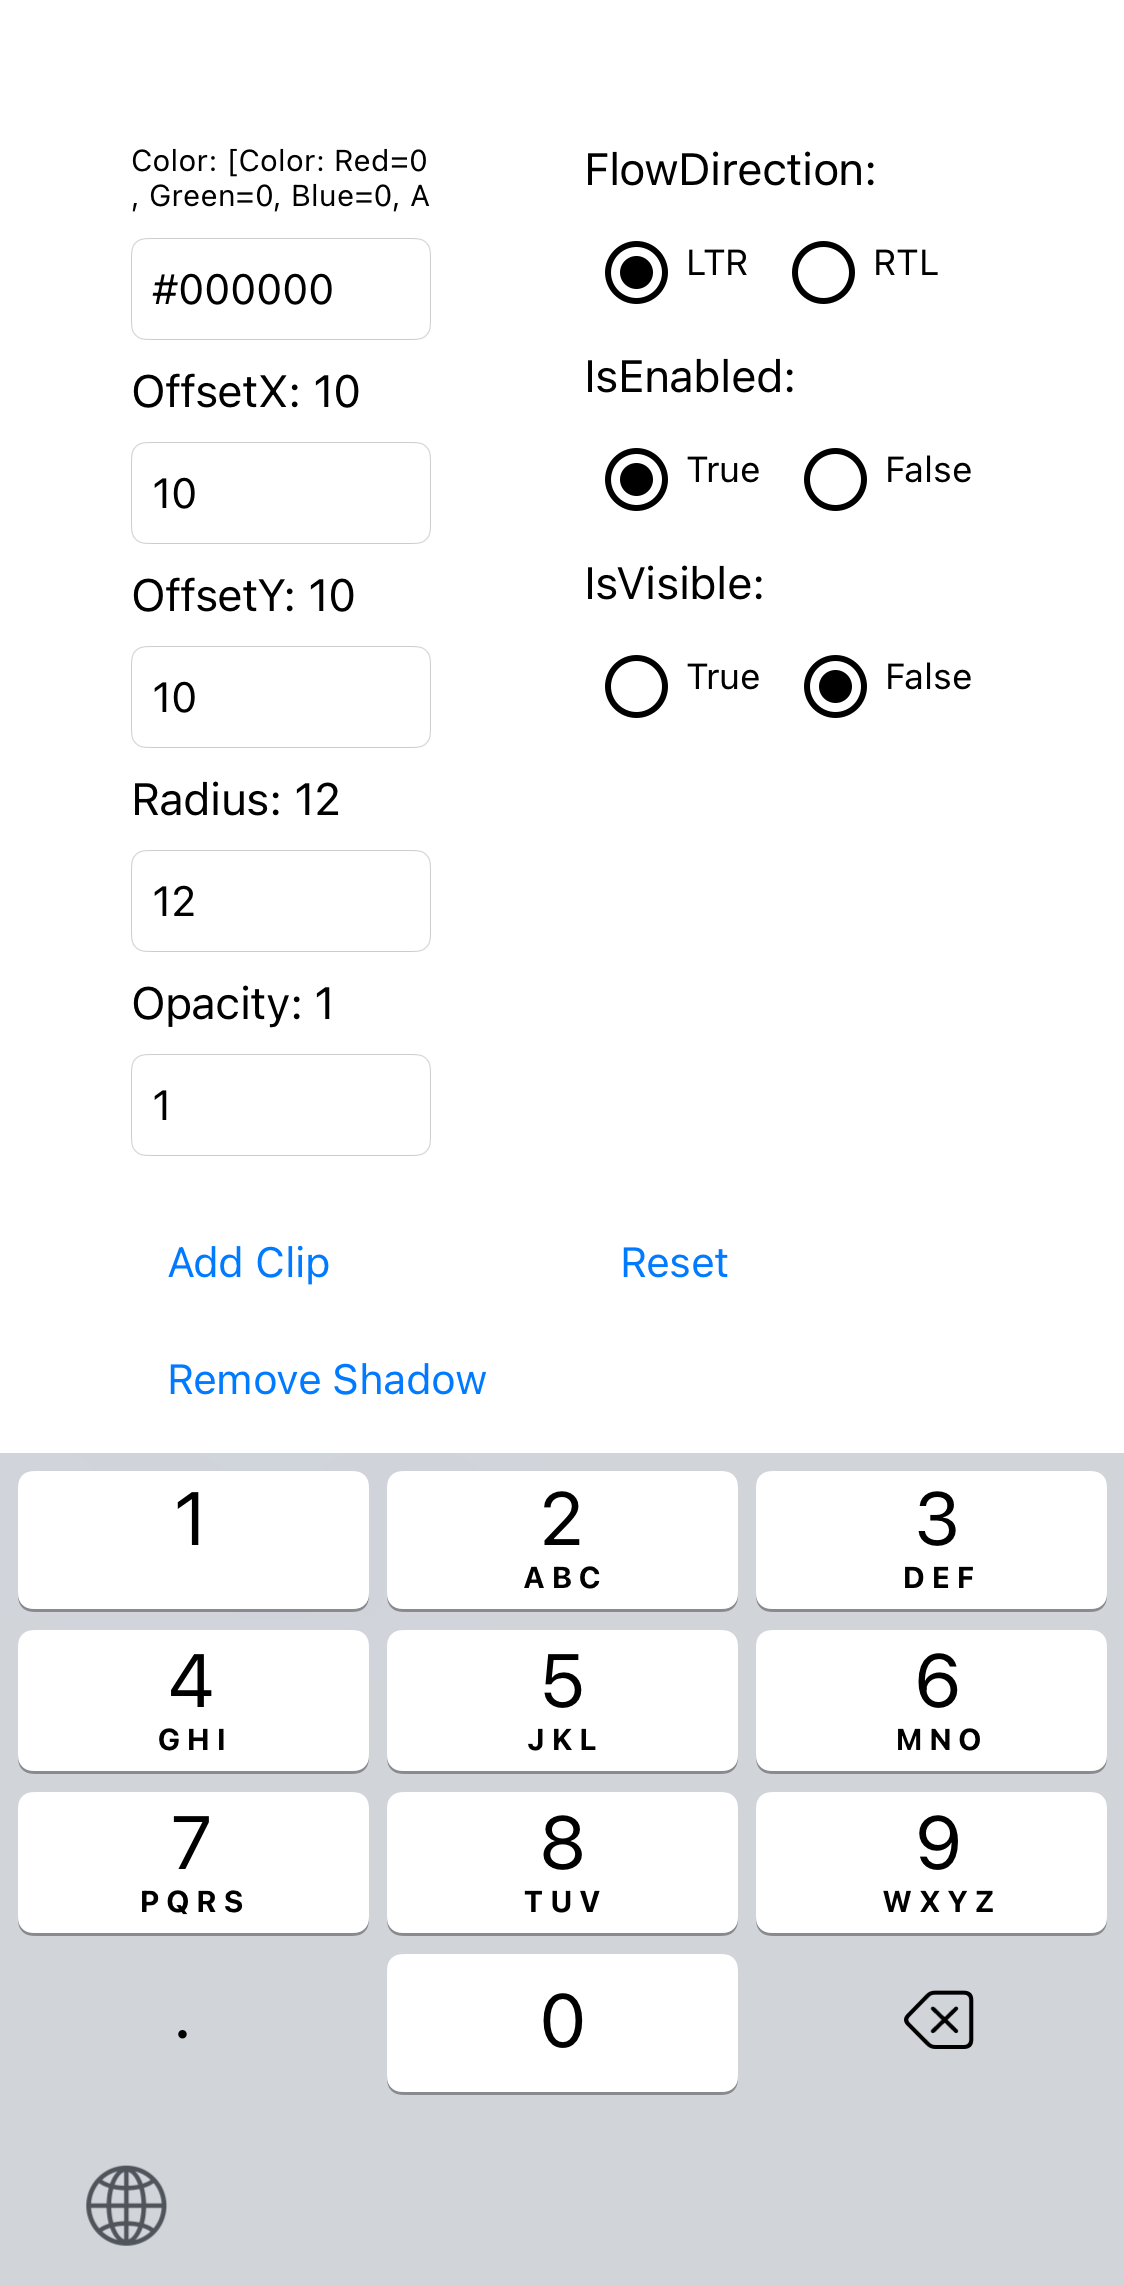 Color: [Color: Red=0
, Green=0, Blue=0, A
#000000
OffsetX: 10
10
OffsetY: 10
10
Radius: 12
12
Opacity: 1
1
FlowDirection:
LTR RTL
IsEnabled:
True False
IsVisible:
True False
Add Clip Reset
Remove Shadow
1 2 3
ABC DEF
4 5 6
GHI JKL MNO
7 8 9
PQRS TUV WXYZ
. 0